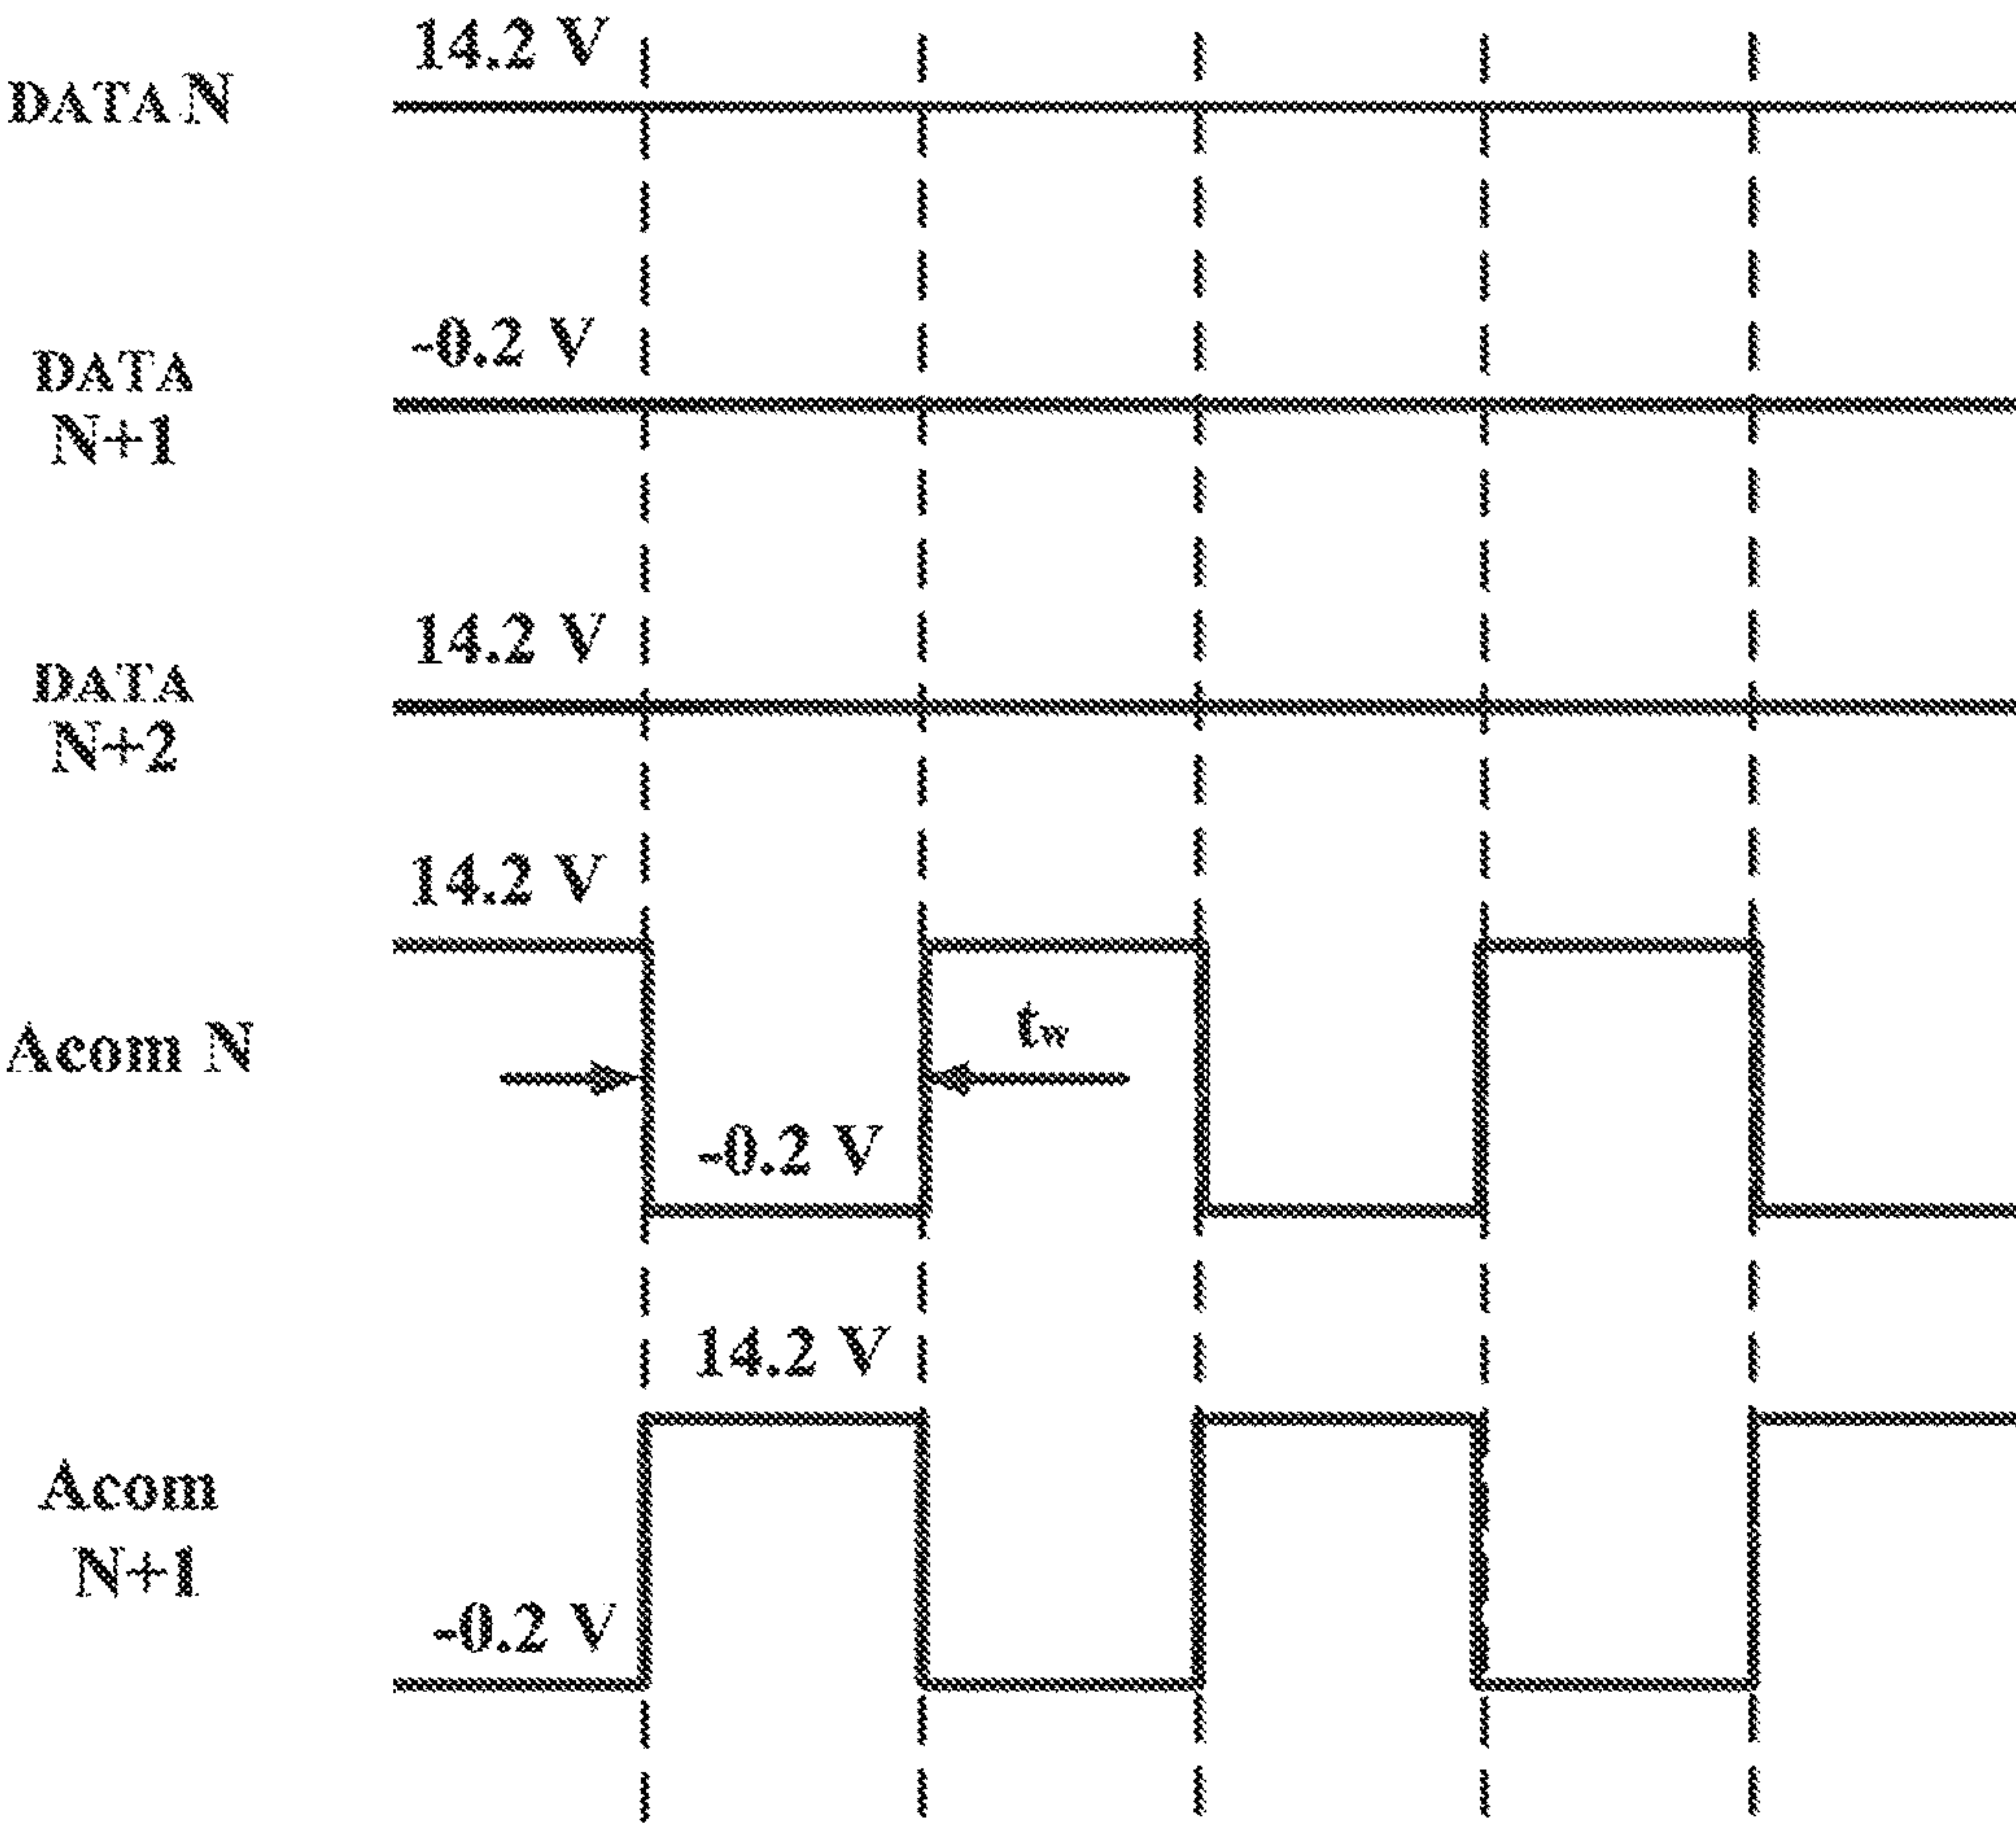 14.2 V
DATA N
-0.2 V
DATA
N+1
14.2 V
DATA
N+2
14.2 V
Acom N
tw
-0.2 V
14.2 V
Acom
N+1
-0.2 V